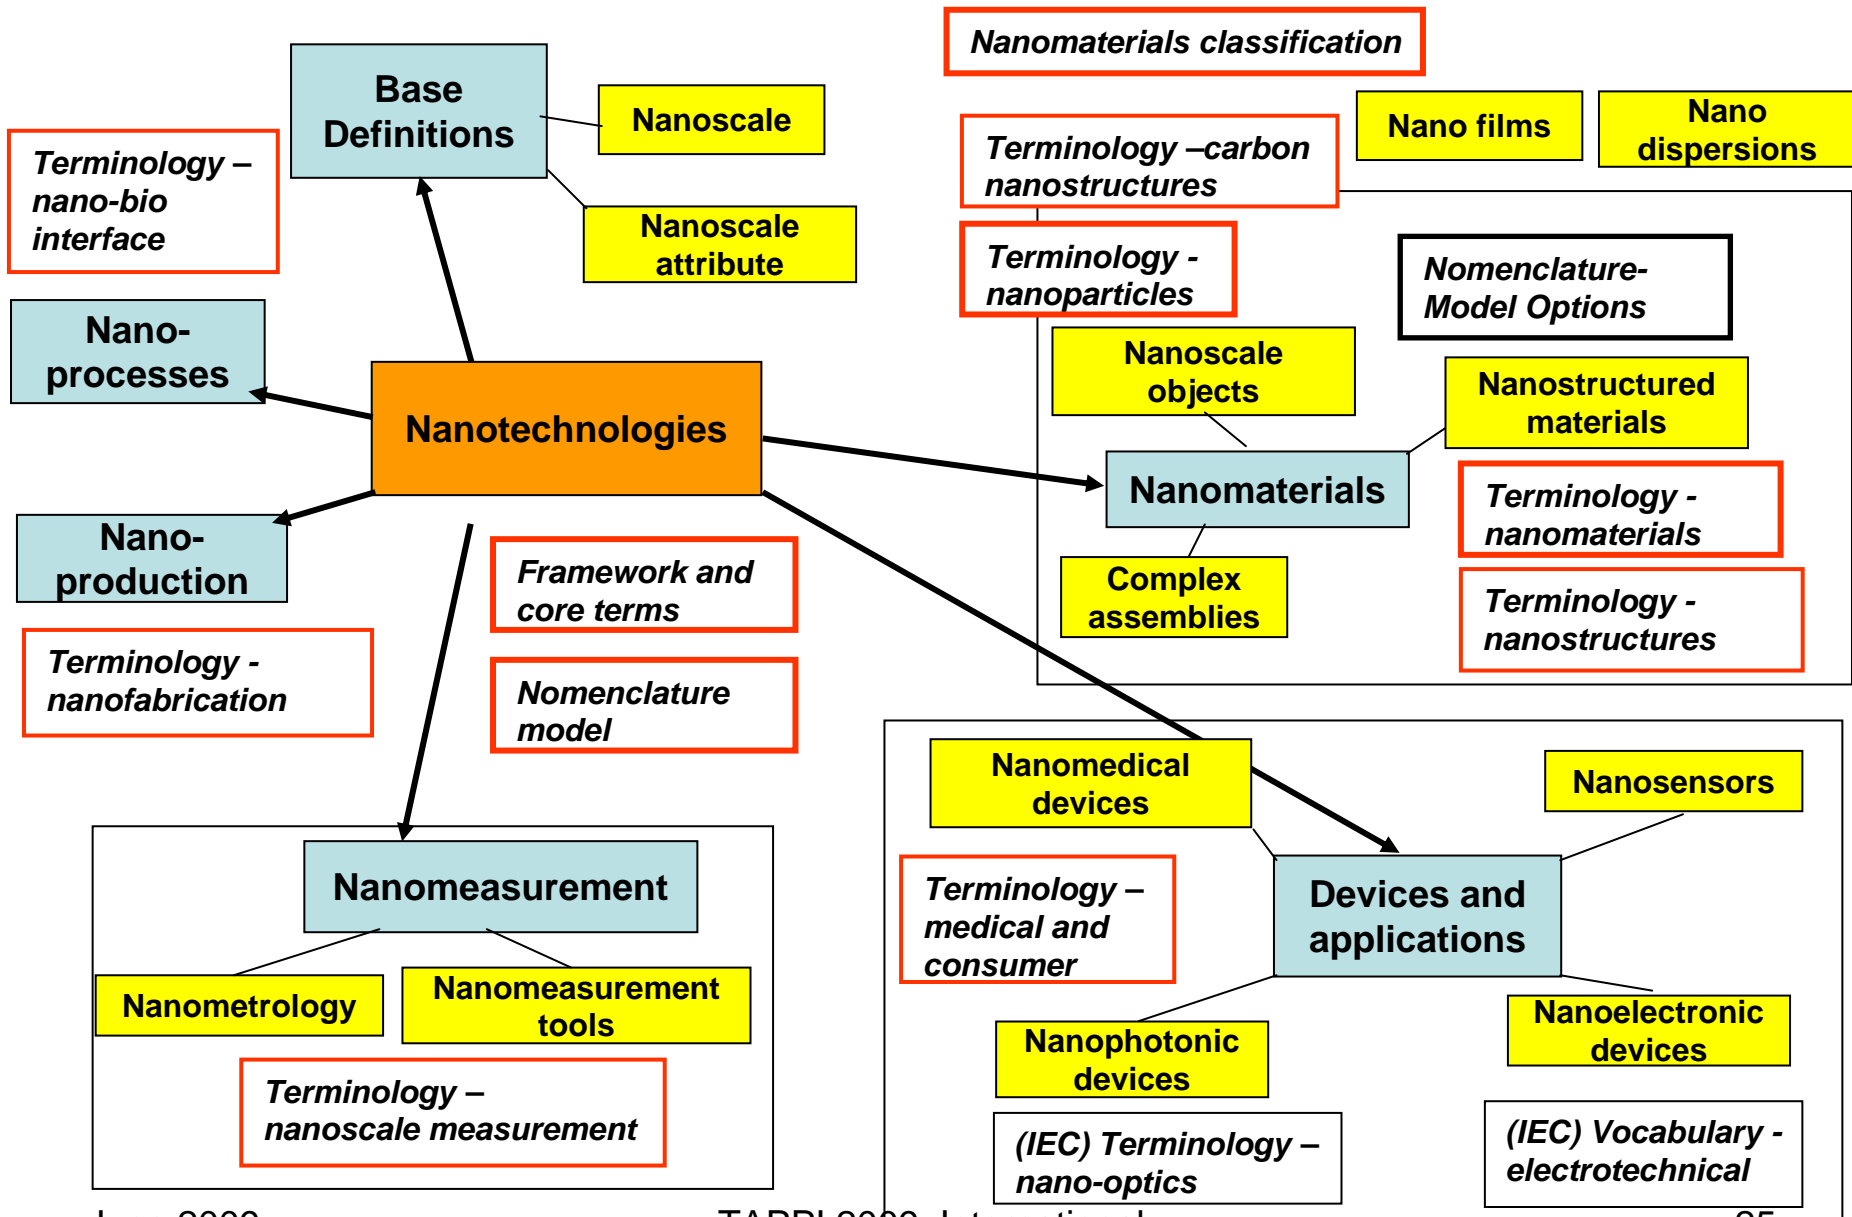 Nanomaterials classification
Base
Definitions
Nanoscale
Nanoscale
attribute
Terminology –
nano-bio
interface
Terminology –carbon
nanostructures
Nano films
Nano
dispersions
Terminology -
nanoparticles
Nomenclature-
Model Options
Nano-
processes
Nanotechnologies
Nanoscale
objects
Nanostructured
materials
Nanomaterials
Terminology -
nanomaterials
Complex
assemblies
Terminology -
nanostructures
Nano-
production
Framework and
core terms
Terminology -
nanofabrication
Nomenclature
model
Nanomedical
devices
Nanosensors
Nanomeasurement
Terminology –
medical and
consumer
Devices and
applications
Nanometrology
Nanomeasurement
tools
Terminology –
nanoscale measurement
Nanophotonic
devices
Nanoelectronic
devices
(IEC) Terminology –
nano-optics
(IEC) Vocabulary -
electrotechnical